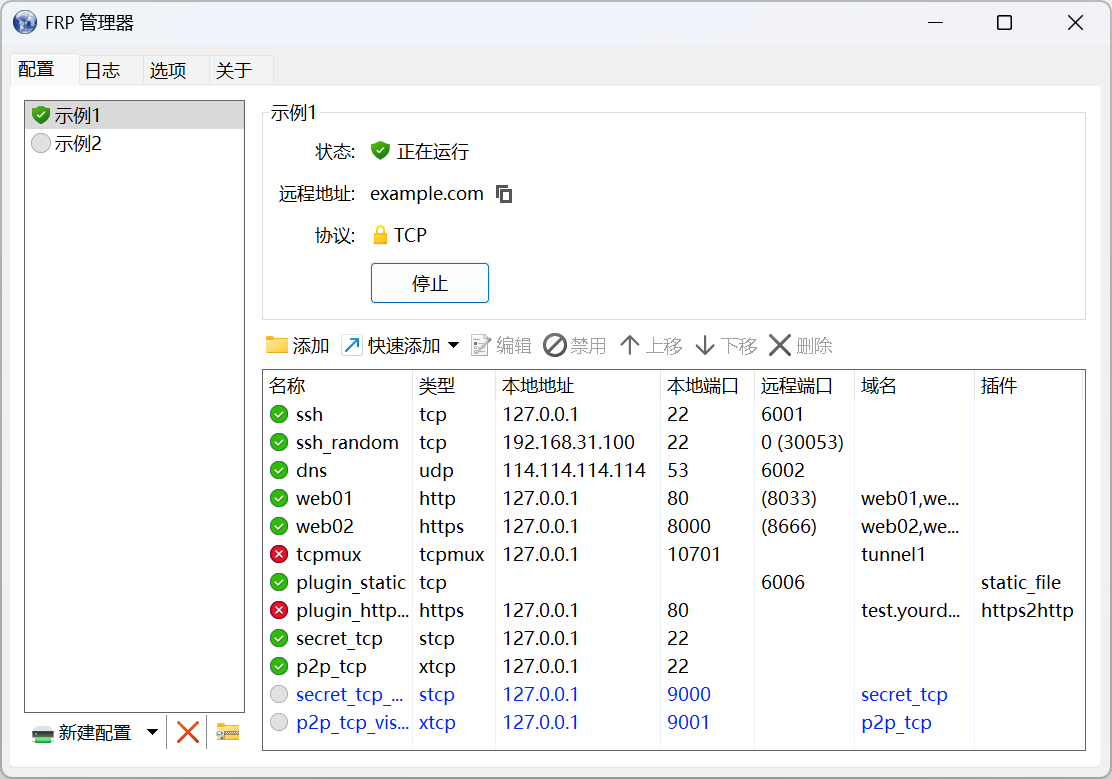 FRP 管理器
配置 日志 选项 关于
示例1
示例2
示例1
状态: 正在运行
远程地址: example.com
协议: TCP
停止
添加 快速添加 编辑 禁用 上移 下移 删除
名称 类型 本地地址 本地端口 远程端口 域名 插件
ssh tcp 127.0.0.1 22 6001
ssh_random tcp 192.168.31.100 22 0 (30053)
dns udp 114.114.114.114 53 6002
web01 http 127.0.0.1 80 (8033) web01,we...
web02 https 127.0.0.1 8000 (8666) web02,we...
tcpmux tcpmux 127.0.0.1 10701 tunnel1
plugin_static tcp 6006 static_file
plugin_http... https 127.0.0.1 80 test.yourd... https2http
secret_tcp stcp 127.0.0.1 22
p2p_tcp xtcp 127.0.0.1 22
secret_tcp_... stcp 127.0.0.1 9000 secret_tcp
p2p_tcp_vis... xtcp 127.0.0.1 9001 p2p_tcp
新建配置